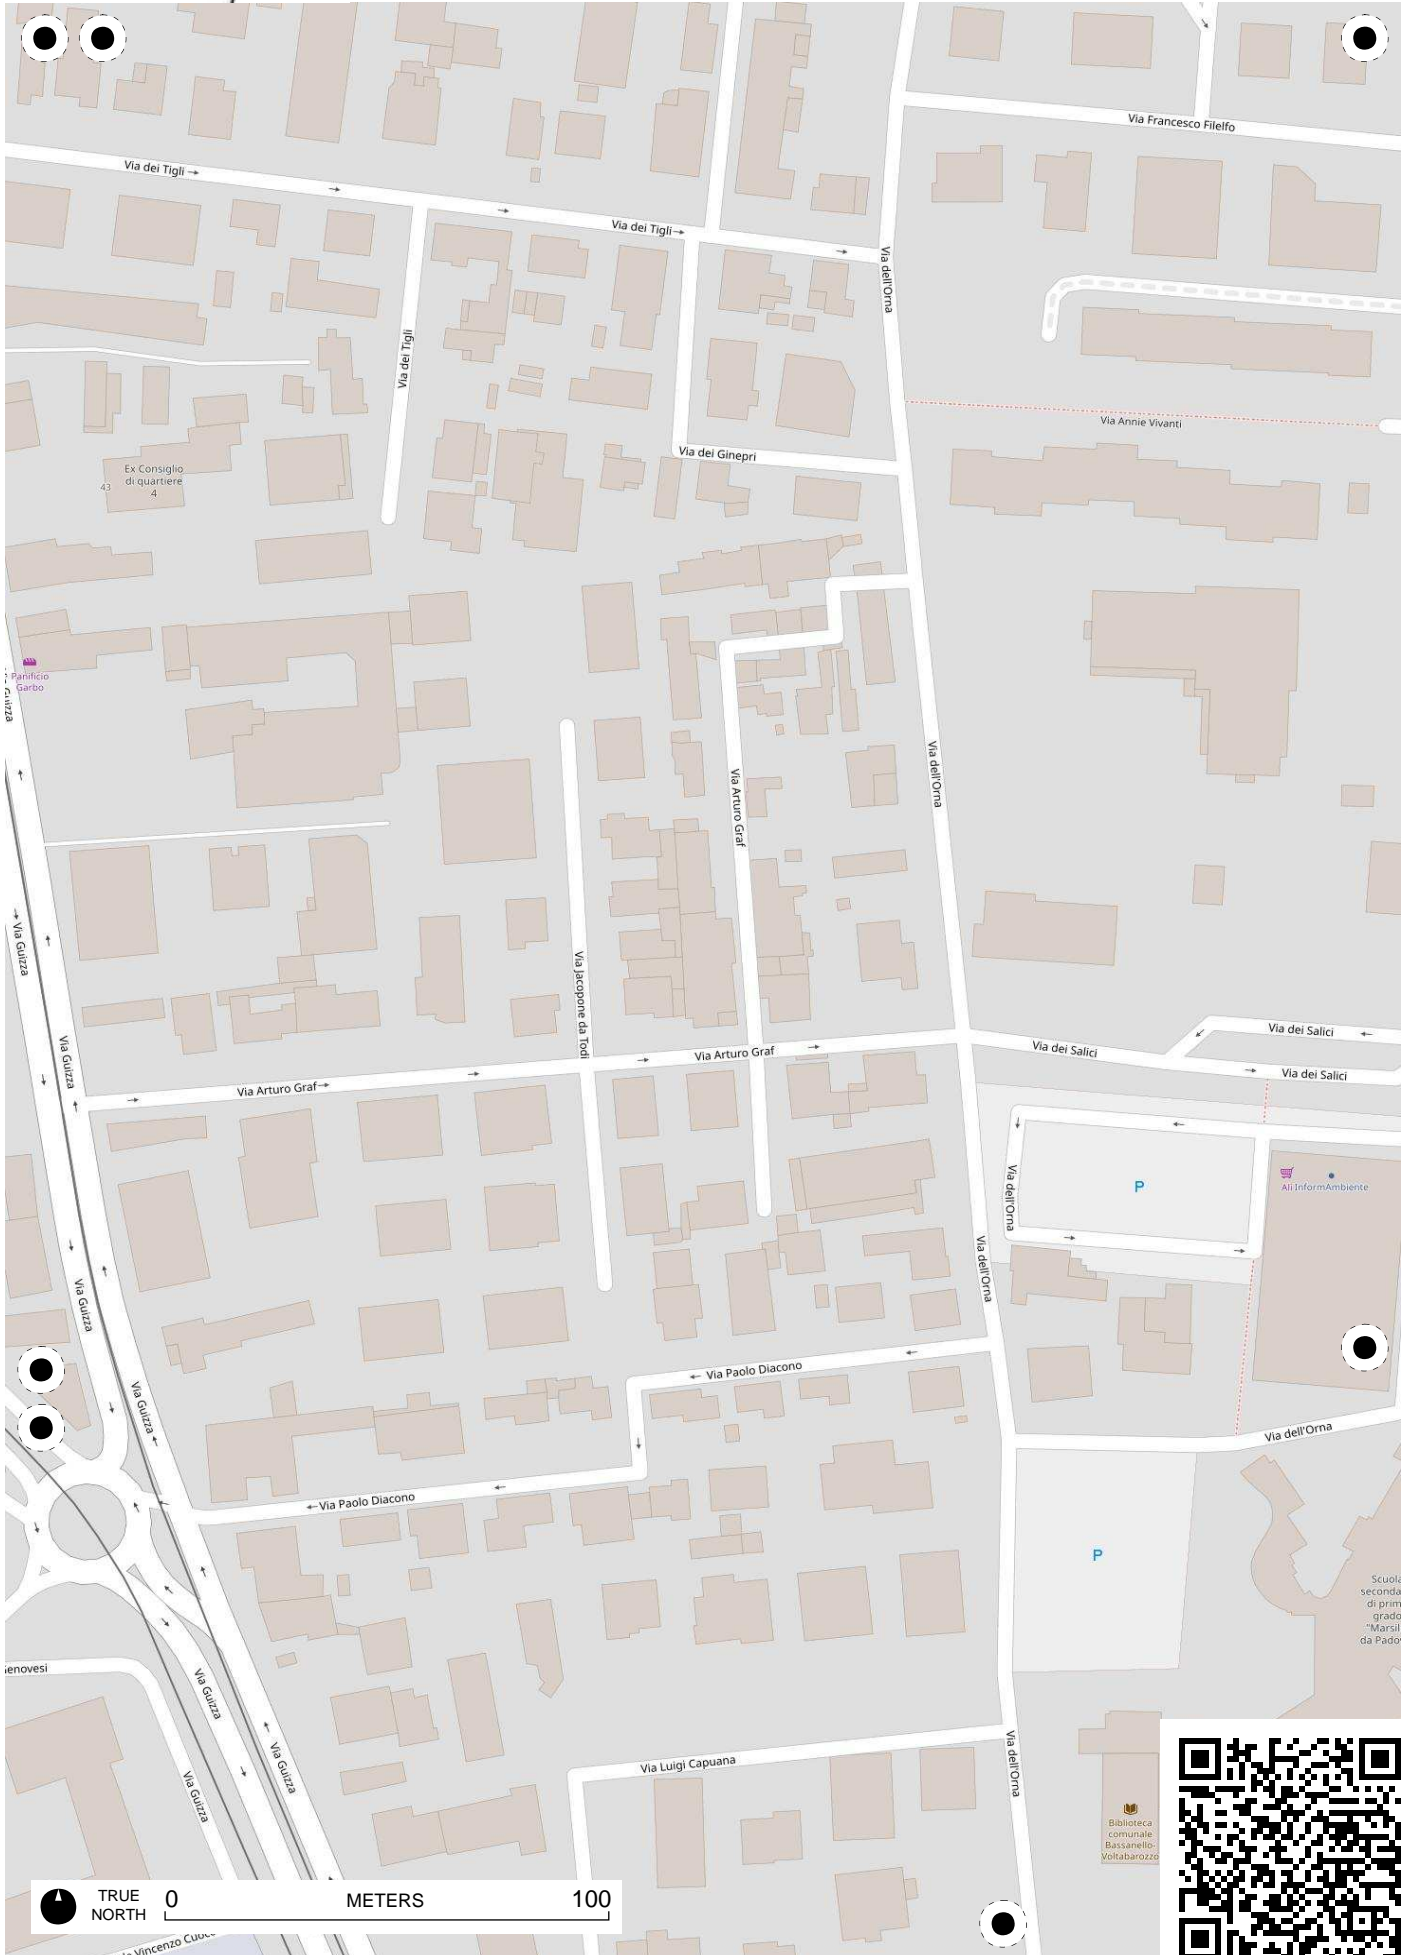 Via Francesco Filelfo
Via dei Tigli
Via dei Tigli
Via dell'Orna
Via dei Tigli
Via Annie Vivanti
Via dei Ginepri
Ex Consiglio
di quartiere
4
43
Panificio
Garbo
Guizza
Via dell'Orna
Via Arturo Graf
Via Guizza
Via Jacopone da Todi
Via dei Salici
Via Guizza
Via Arturo Graf
Via dei Salici
Via dei Salici
Via Arturo Graf
P
Alì
InformAmbiente
Via dell'Orna
Via dell'Orna
Via Guizza
Via Paolo Diacono
Via Guizza
Via dell'Orna
Via Paolo Diacono
P
Scuola
seconda
di prim
grado
"Marsil
da Pado
Genovesi
Via Guizza
Via Luigi Capuana
Via dell'Orna
Via Guizza
Via Guizza
Biblioteca
comunale
Bassanello-
Voltabarozzo
TRUE
NORTH
0
METERS
100
Vincenzo Cuoco